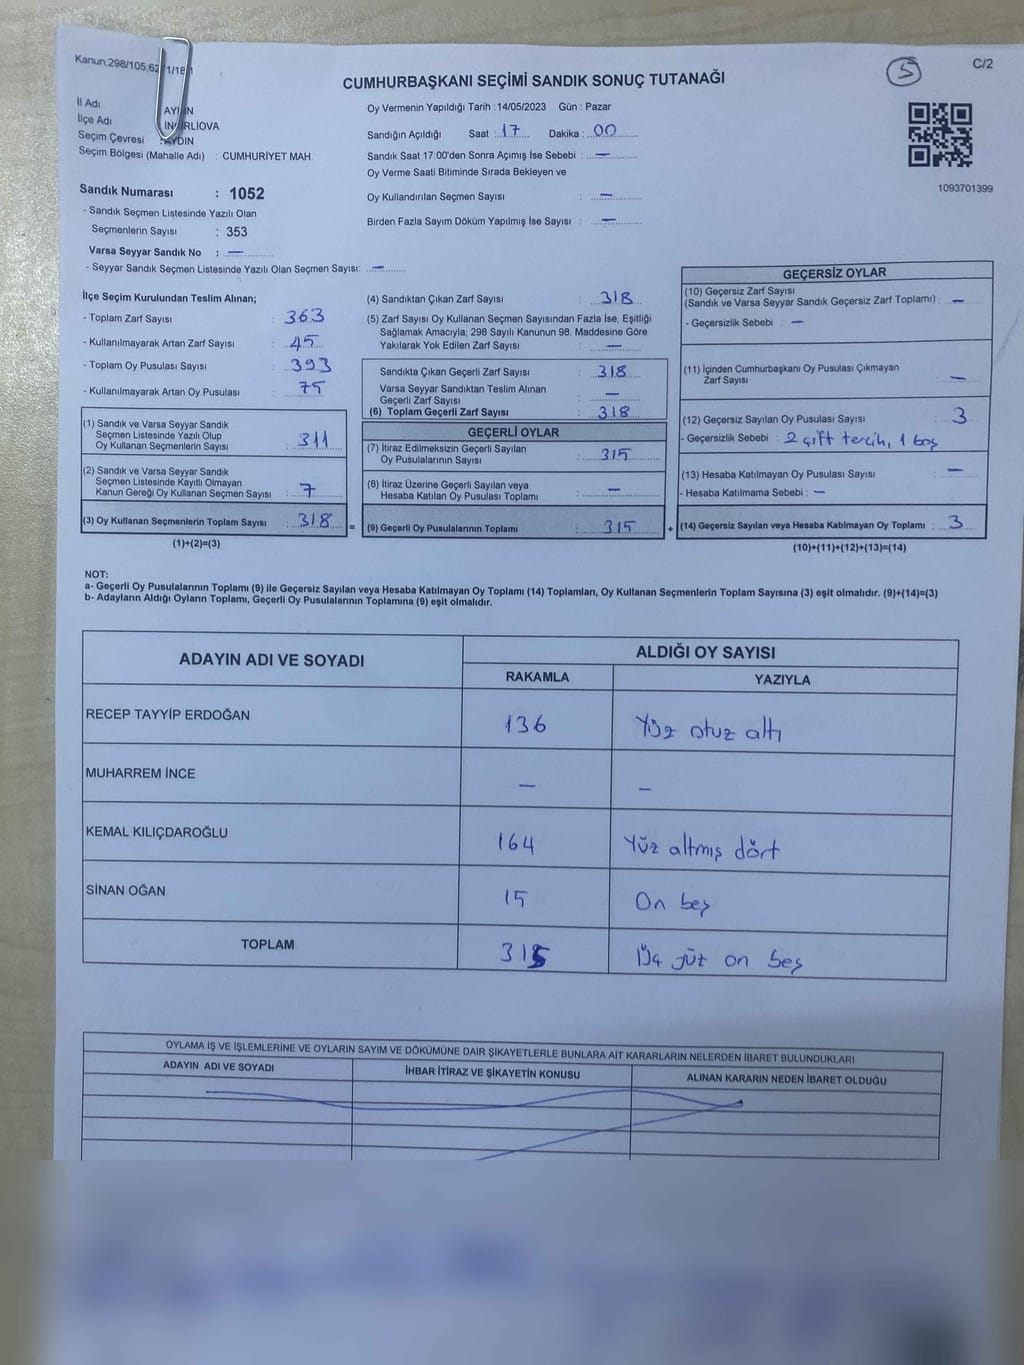 Kanun;298/105;62 /1/18
5
C/2
CUMHURBAŞKANI SEÇİMİ SANDIK SONUÇ TUTANAĞI
İl Adı AYDIN
İlçe Adı İNCİRLİOVA
Seçim Çevresi : AYDIN
Seçim Bölgesi (Mahalle Adı) : CUMHURİYET MAH.
Oy Vermenin Yapıldığı Tarih : 14/05/2023 Gün : Pazar
Sandığın Açıldığı Saat : 17 Dakika : 00
Sandık Saat 17:00'den Sonra Açımış İse Sebebi : —
Oy Verme Saati Bitiminde Sırada Bekleyen ve
Oy Kullandırılan Seçmen Sayısı : —
Birden Fazla Sayım Döküm Yapılmış İse Sayısı : —
1093701399
Sandık Numarası : 1052
- Sandık Seçmen Listesinde Yazılı Olan
Seçmenlerin Sayısı : 353
Varsa Seyyar Sandık No : —
- Seyyar Sandık Seçmen Listesinde Yazılı Olan Seçmen Sayısı: —
İlçe Seçim Kurulundan Teslim Alınan;
- Toplam Zarf Sayısı : 363
- Kullanılmayarak Artan Zarf Sayısı : 45
- Toplam Oy Pusulası Sayısı : 393
- Kullanılmayarak Artan Oy Pusulası : 75
(1) Sandık ve Varsa Seyyar Sandık
Seçmen Listesinde Yazılı Olup
Oy Kullanan Seçmenlerin Sayısı : 311
(2) Sandık ve Varsa Seyyar Sandık
Seçmen Listesinde Kayıtlı Olmayan
Kanun Gereği Oy Kullanan Seçmen Sayısı : 7
(3) Oy Kullanan Seçmenlerin Toplam Sayısı : 318 =
(1)+(2)=(3)
(4) Sandıktan Çıkan Zarf Sayısı : 318
(5) Zarf Sayısı Oy Kullanan Seçmen Sayısından Fazla İse, Eşitliği
Sağlamak Amacıyla; 298 Sayılı Kanunun 98. Maddesine Göre
Yakılarak Yok Edilen Zarf Sayısı : —
Sandıkta Çıkan Geçerli Zarf Sayısı : 318
Varsa Seyyar Sandıktan Teslim Alınan
Geçerli Zarf Sayısı : —
(6) Toplam Geçerli Zarf Sayısı : 318
GEÇERLİ OYLAR
(7) İtiraz Edilmeksizin Geçerli Sayılan
Oy Pusulalarının Sayısı : 315
(8) İtiraz Üzerine Geçerli Sayılan veya
Hesaba Katılan Oy Pusulası Toplamı : —
(9) Geçerli Oy Pusulalarının Toplamı : 315 +
GEÇERSİZ OYLAR
(10) Geçersiz Zarf Sayısı
(Sandık ve Varsa Seyyar Sandık Geçersiz Zarf Toplamı) : —
- Geçersizlik Sebebi : —
(11) İçinden Cumhurbaşkanı Oy Pusulası Çıkmayan
Zarf Sayısı : —
(12) Geçersiz Sayılan Oy Pusulası Sayısı 3
- Geçersizlik Sebebi : 2 çift tercih, 1 boş
(13) Hesaba Katılmayan Oy Pusulası Sayısı —
- Hesaba Katılmama Sebebi : —
(14) Geçersiz Sayılan veya Hesaba Katılmayan Oy Toplamı : 3
(10)+(11)+(12)+(13)=(14)
NOT:
a- Geçerli Oy Pusulalarının Toplamı (9) ile Geçersiz Sayılan veya Hesaba Katılmayan Oy Toplamı (14) Toplamları, Oy Kullanan Seçmenlerin Toplam Sayısına (3) eşit olmalıdır. (9)+(14)=(3)
b- Adayların Aldığı Oyların Toplamı, Geçerli Oy Pusulalarının Toplamına (9) eşit olmalıdır.
ADAYIN ADI VE SOYADI
ALDIĞI OY SAYISI
RAKAMLA YAZIYLA
RECEP TAYYİP ERDOĞAN 136 Yüz otuz altı
MUHARREM İNCE — —
KEMAL KILIÇDAROĞLU 164 Yüz altmış dört
SİNAN OĞAN 15 On beş
TOPLAM 315 Üç yüz on beş
OYLAMA İŞ VE İŞLEMLERİNE VE OYLARIN SAYIM VE DÖKÜMÜNE DAİR ŞİKAYETLERLE BUNLARA AİT KARARLARIN NELERDEN İBARET BULUNDUKLARI
ADAYIN ADI VE SOYADI İHBAR İTİRAZ VE ŞİKAYETİN KONUSU ALINAN KARARIN NEDEN İBARET OLDUĞU